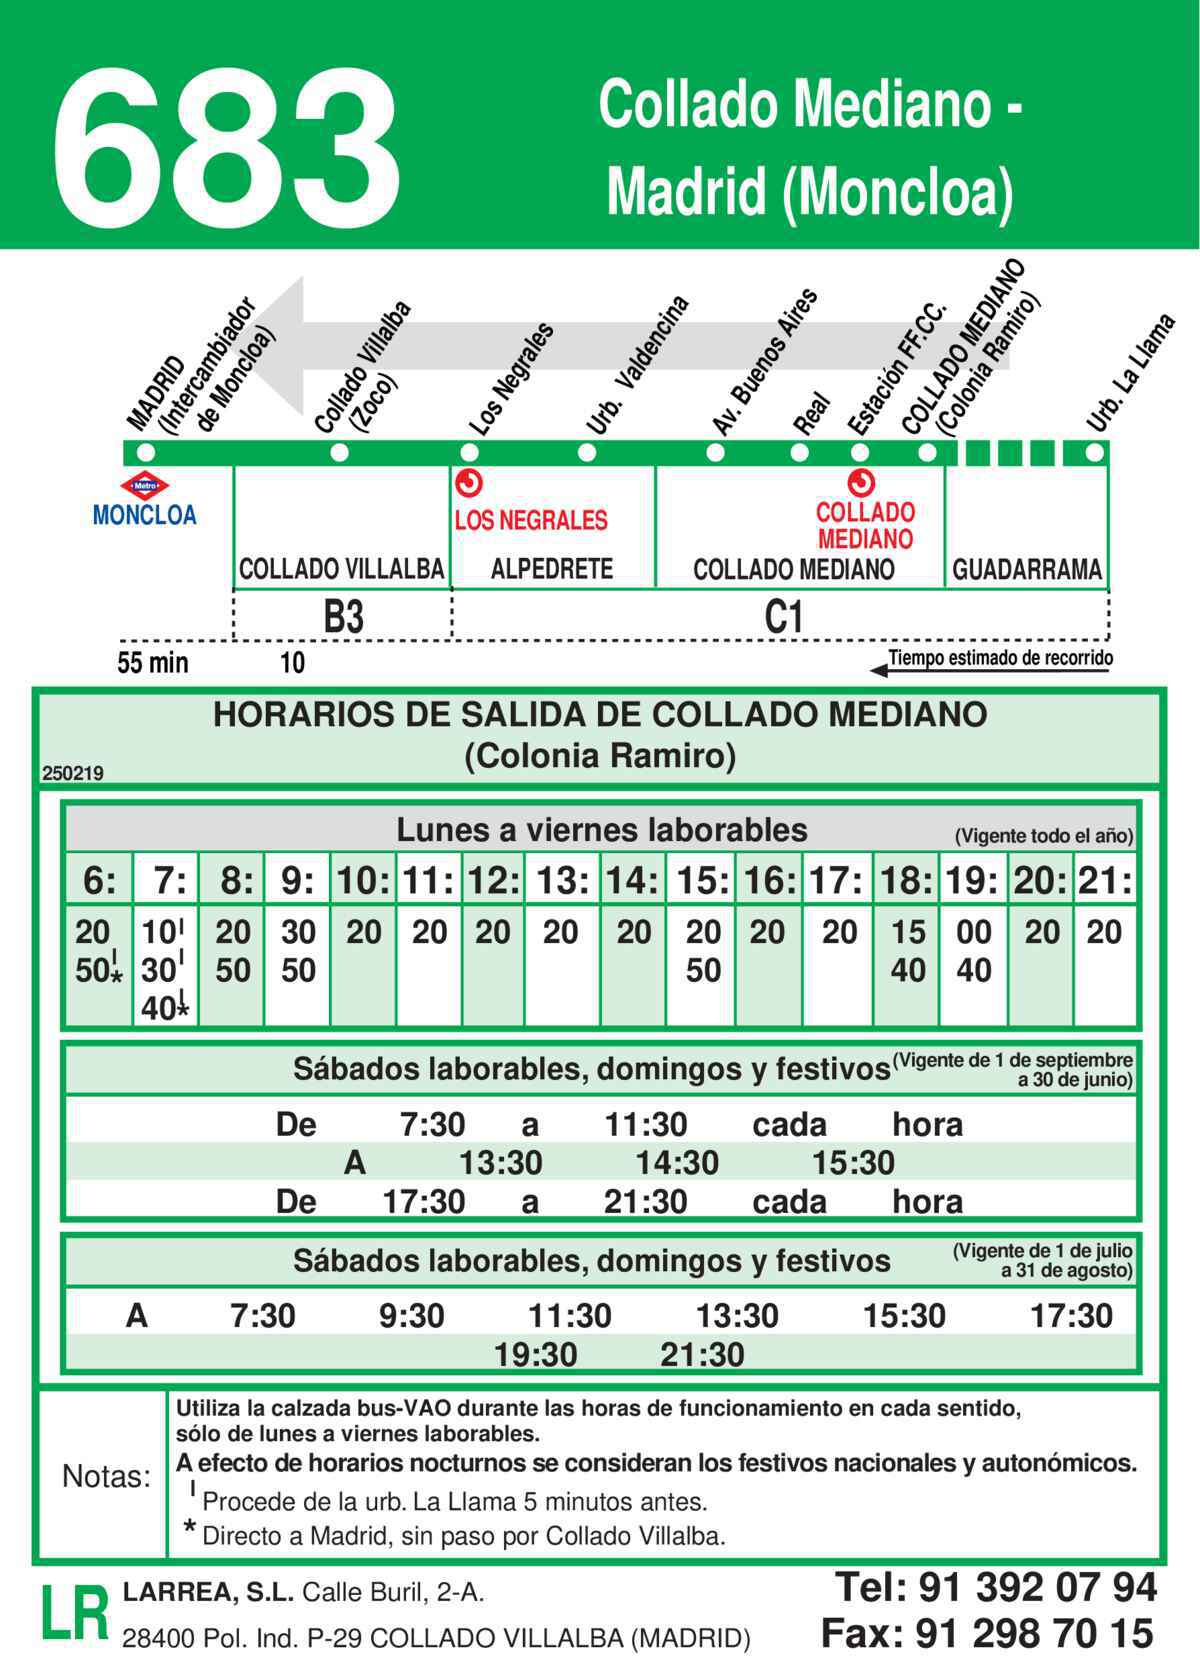 683
Collado Mediano -
Madrid (Moncloa)
MADRID
(Intercambiador
de Moncloa)
Collado Villalba
(Zoco)
Los Negrales
Urb. Valdencina
Av. Buenos Aires
Real
Estación FF.CC.
COLLADO MEDIANO
(Colonia Ramiro)
Urb. La Llama
Metro
MONCLOA
LOS NEGRALES
COLLADO
MEDIANO
COLLADO VILLALBA ALPEDRETE COLLADO MEDIANO GUADARRAMA
B3 C1
55 min 10 Tiempo estimado de recorrido
HORARIOS DE SALIDA DE COLLADO MEDIANO
(Colonia Ramiro)
250219
Lunes a viernes laborables (Vigente todo el año)
6: 7: 8: 9: 10: 11: 12: 13: 14: 15: 16: 17: 18: 19: 20: 21:
20 10| 20 30 20 20 20 20 20 20 20 20 15 00 20 20
50|* 30| 50 50 50 40 40
40|*
Sábados laborables, domingos y festivos (Vigente de 1 de septiembre
a 30 de junio)
De 7:30 a 11:30 cada hora
A 13:30 14:30 15:30
De 17:30 a 21:30 cada hora
Sábados laborables, domingos y festivos (Vigente de 1 de julio
a 31 de agosto)
A 7:30 9:30 11:30 13:30 15:30 17:30
19:30 21:30
Notas:
Utiliza la calzada bus-VAO durante las horas de funcionamiento en cada sentido,
sólo de lunes a viernes laborables.
A efecto de horarios nocturnos se consideran los festivos nacionales y autonómicos.
| Procede de la urb. La Llama 5 minutos antes.
* Directo a Madrid, sin paso por Collado Villalba.
LR
LARREA, S.L. Calle Buril, 2-A.
28400 Pol. Ind. P-29 COLLADO VILLALBA (MADRID)
Tel: 91 392 07 94
Fax: 91 298 70 15